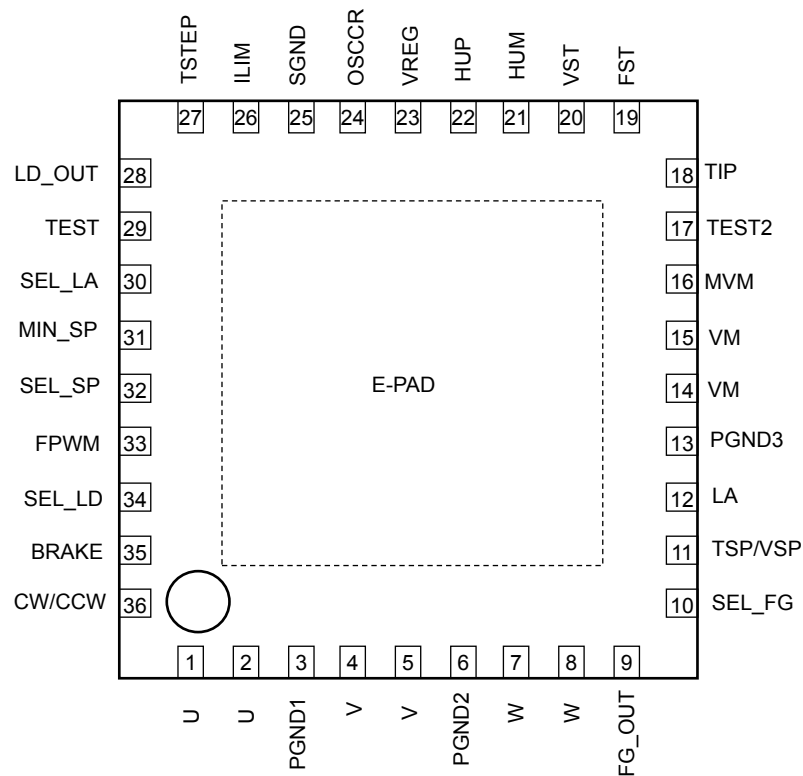 TSTEP ILIM SGND OSCCR VREG HUP HUM VST FST
27 26 25 24 23 22 21 20 19
LD_OUT 28
TEST 29
SEL_LA 30
MIN_SP 31
SEL_SP 32
FPWM 33
SEL_LD 34
BRAKE 35
CW/CCW 36
E-PAD
18 TIP
17 TEST2
16 MVM
15 VM
14 VM
13 PGND3
12 LA
11 TSP/VSP
10 SEL_FG
1 2 3 4 5 6 7 8 9
U U PGND1 V V PGND2 W W FG_OUT